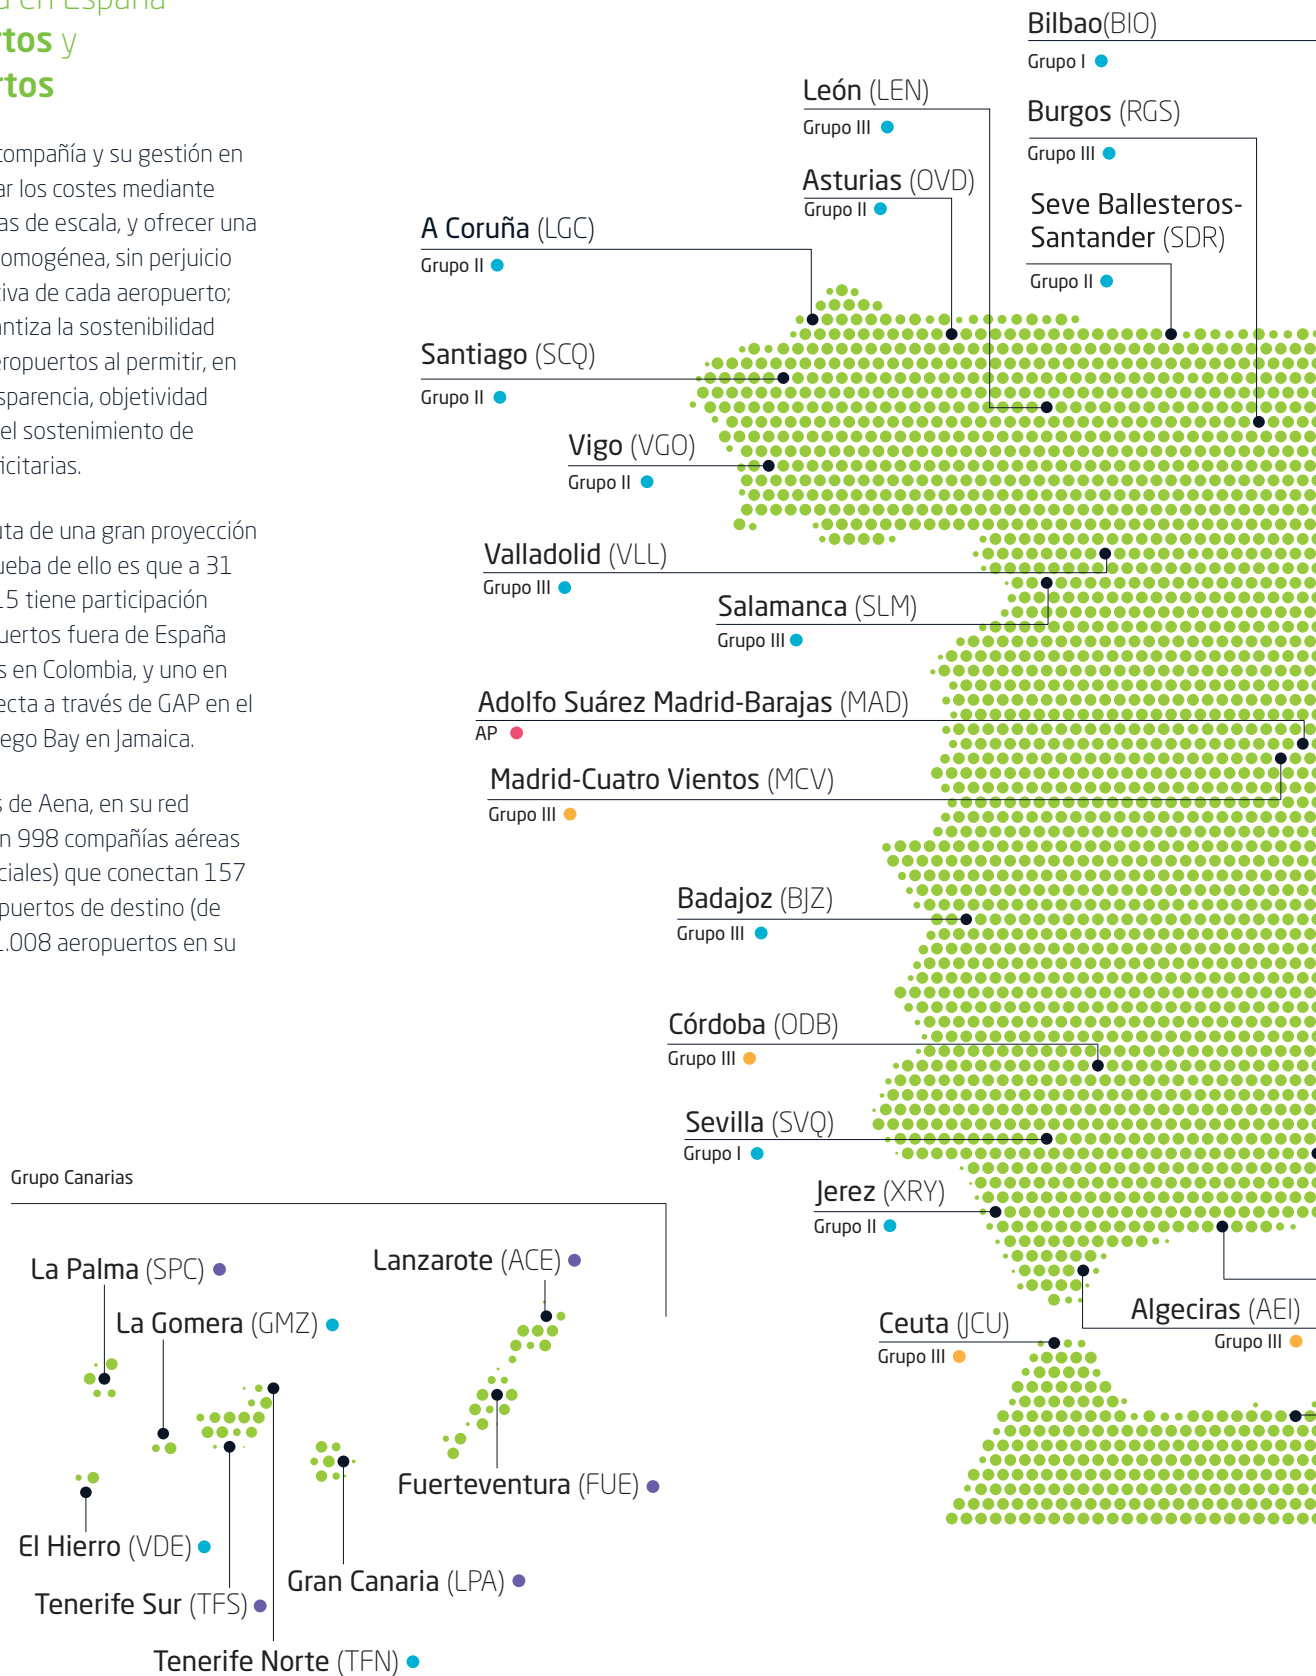 en España
rtos y
rtos
compañía y su gestión en
ar los costes mediante
as de escala, y ofrecer una
omogénea, sin perjuicio
tiva de cada aeropuerto;
antiza la sostenibilidad
eropuertos al permitir, en
sparencia, objetividad
el sostenimiento de
ficitarias.
uta de una gran proyección
ueba de ello es que a 31
15 tiene participación
uertos fuera de España
s en Colombia, y uno en
ecta a través de GAP en el
ego Bay en Jamaica.
s de Aena, en su red
n 998 compañías aéreas
ciales) que conectan 157
puertos de destino (de
1.008 aeropuertos en su
Bilbao(BIO)
Grupo I
León (LEN)
Grupo III
Burgos (RGS)
Grupo III
Asturias (OVD)
Grupo II
Seve Ballesteros-
Santander (SDR)
Grupo II
A Coruña (LGC)
Grupo II
Santiago (SCQ)
Grupo II
Vigo (VGO)
Grupo II
Valladolid (VLL)
Grupo III
Salamanca (SLM)
Grupo III
Adolfo Suárez Madrid-Barajas (MAD)
AP
Madrid-Cuatro Vientos (MCV)
Grupo III
Badajoz (BJZ)
Grupo III
Córdoba (ODB)
Grupo III
Sevilla (SVQ)
Grupo I
Jerez (XRY)
Grupo II
Algeciras (AEI)
Grupo III
Ceuta (JCU)
Grupo III
Grupo Canarias
La Palma (SPC)
Lanzarote (ACE)
La Gomera (GMZ)
Fuerteventura (FUE)
El Hierro (VDE)
Gran Canaria (LPA)
Tenerife Sur (TFS)
Tenerife Norte (TFN)